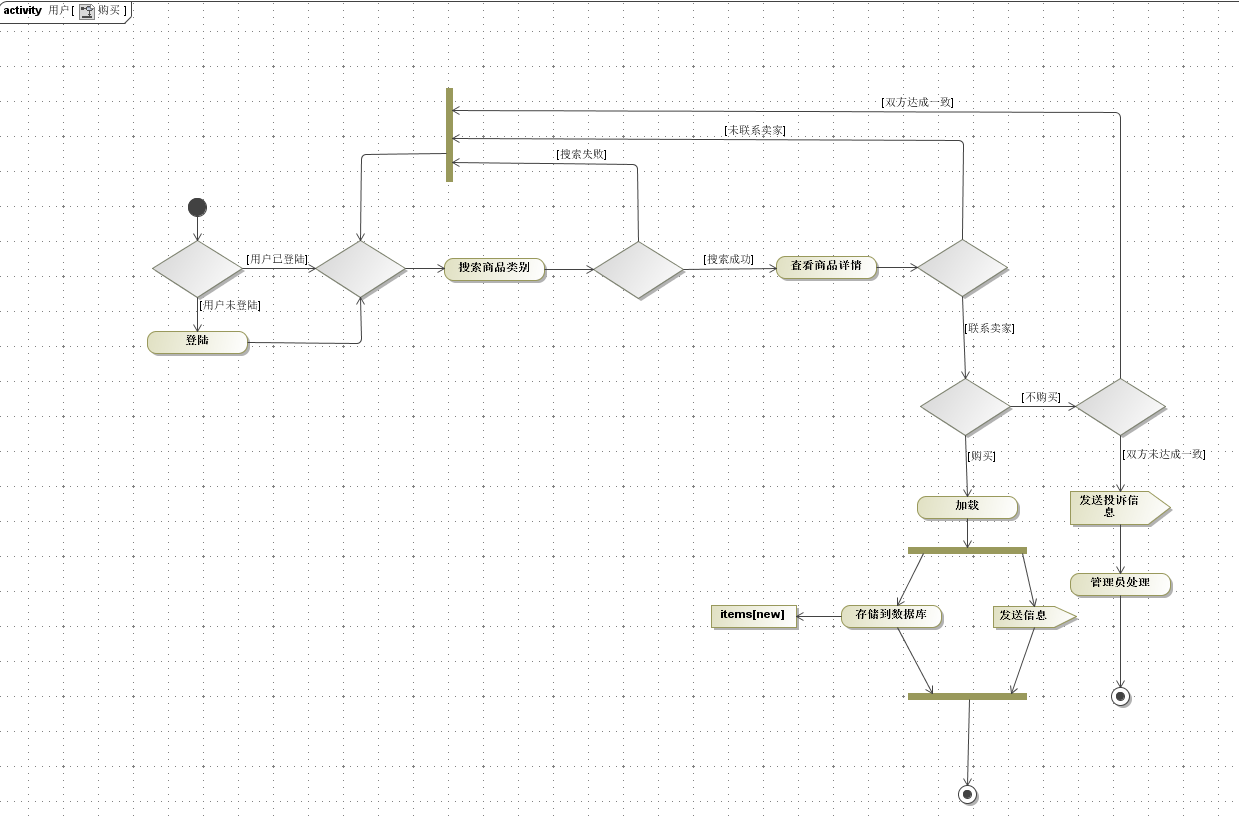 activity 用户[ 购买 ]
[双方达成一致]
[未联系卖家]
[搜索失败]
[用户已登陆]
搜索商品类别
[搜索成功]
查看商品详情
[用户未登陆]
登陆
[联系卖家]
[不购买]
[购买]
[双方未达成一致]
加载
发送投诉信
息
管理员处理
items[new]
存储到数据库
发送信息